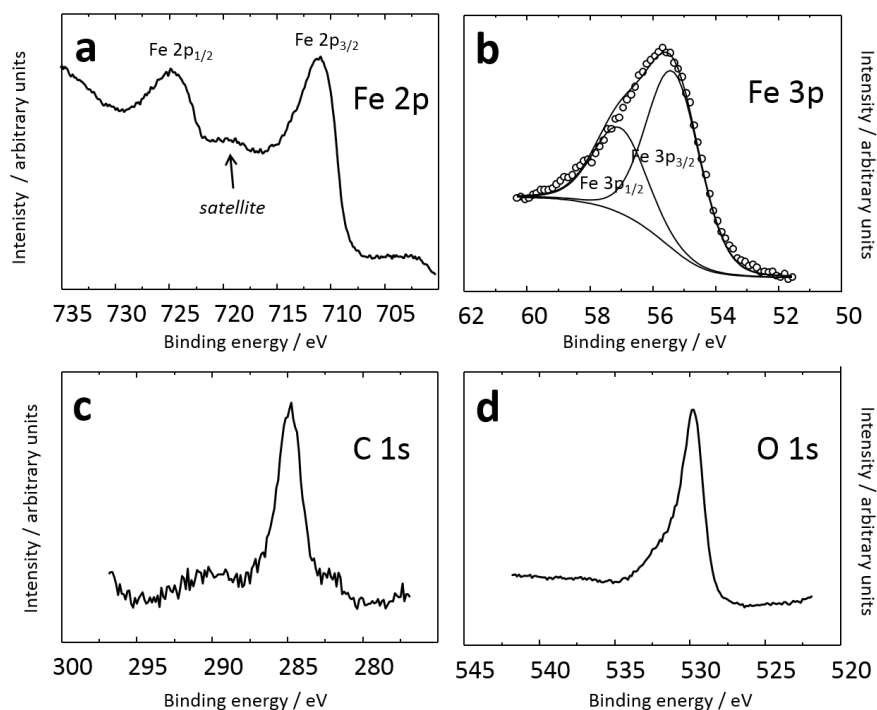 a
Fe 2p1/2
Fe 2p3/2
Fe 2p
satellite
Intenisty / arbitrary units
735 730 725 720 715 710 705
Binding energy / eV
b
Fe 3p
Fe 3p3/2
Fe 3p1/2
Intensity / arbitrary units
62 60 58 56 54 52 50
Binding energy / eV
c
C 1s
Intensity / arbitrary units
300 295 290 285 280
Binding energy / eV
d
O 1s
Intensity / arbitrary units
545 540 535 530 525 520
Binding energy / eV